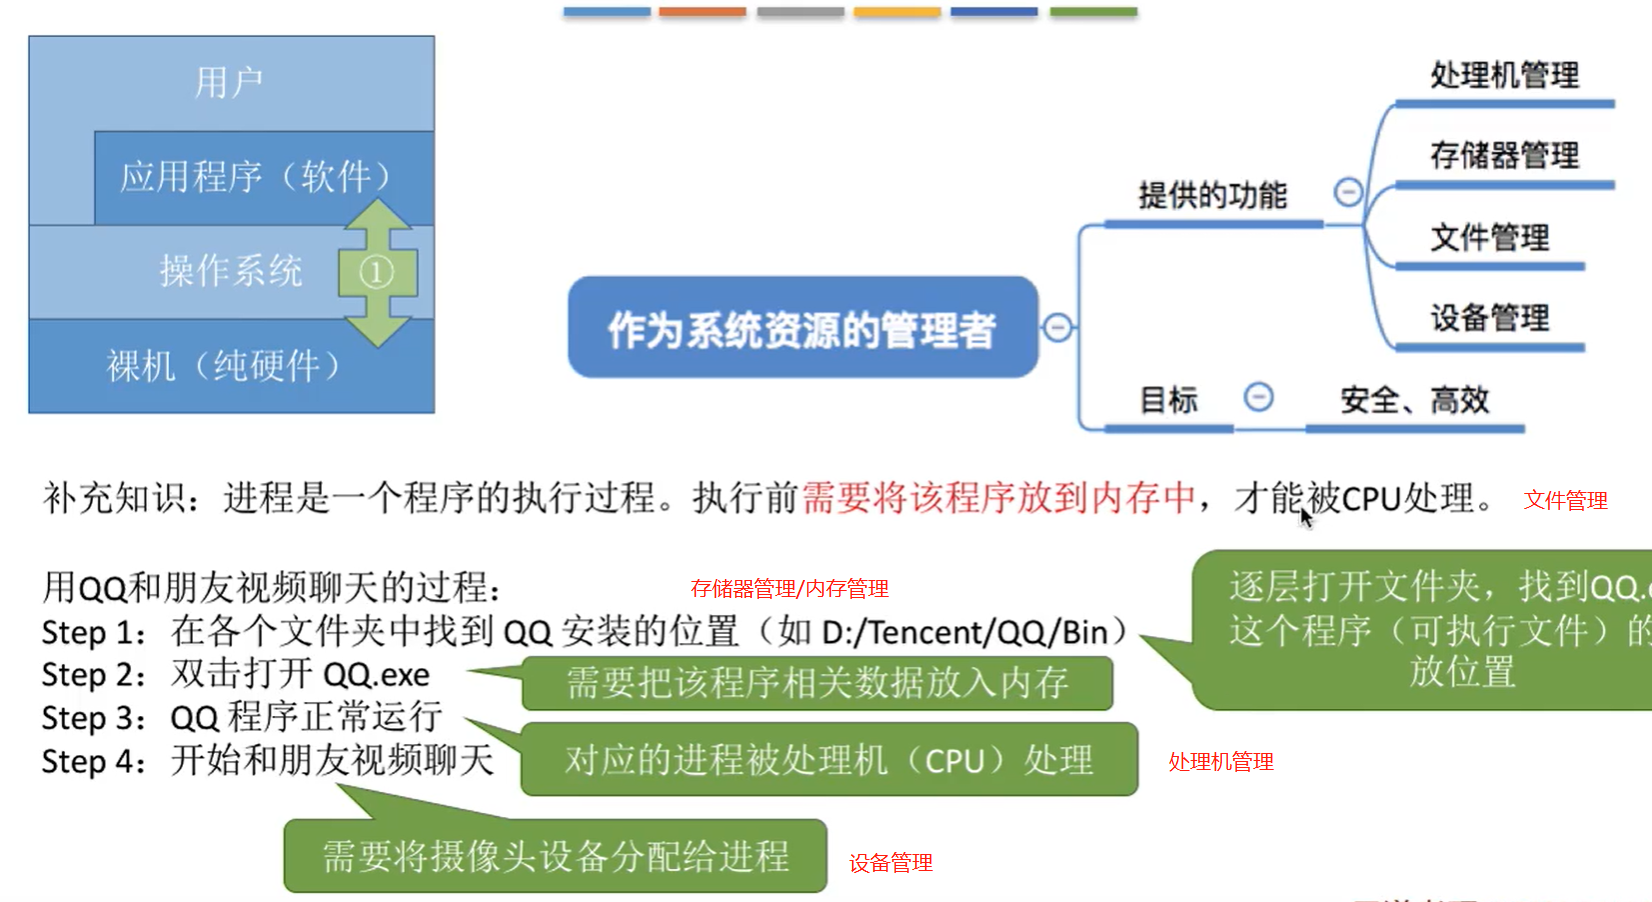 用户
应用程序（软件）
操作系统
①
裸机（纯硬件）
作为系统资源的管理者
提供的功能
处理机管理
存储器管理
文件管理
设备管理
目标
安全、高效
补充知识：进程是一个程序的执行过程。执行前需要将该程序放到内存中，才能被CPU处理。
文件管理
用QQ和朋友视频聊天的过程：
存储器管理/内存管理
Step 1：在各个文件夹中找到 QQ 安装的位置（如 D:/Tencent/QQ/Bin）
逐层打开文件夹，找到QQ.
这个程序（可执行文件）的
放位置
Step 2：双击打开 QQ.exe
需要把该程序相关数据放入内存
Step 3：QQ 程序正常运行
对应的进程被处理机（CPU）处理
处理机管理
Step 4：开始和朋友视频聊天
需要将摄像头设备分配给进程
设备管理